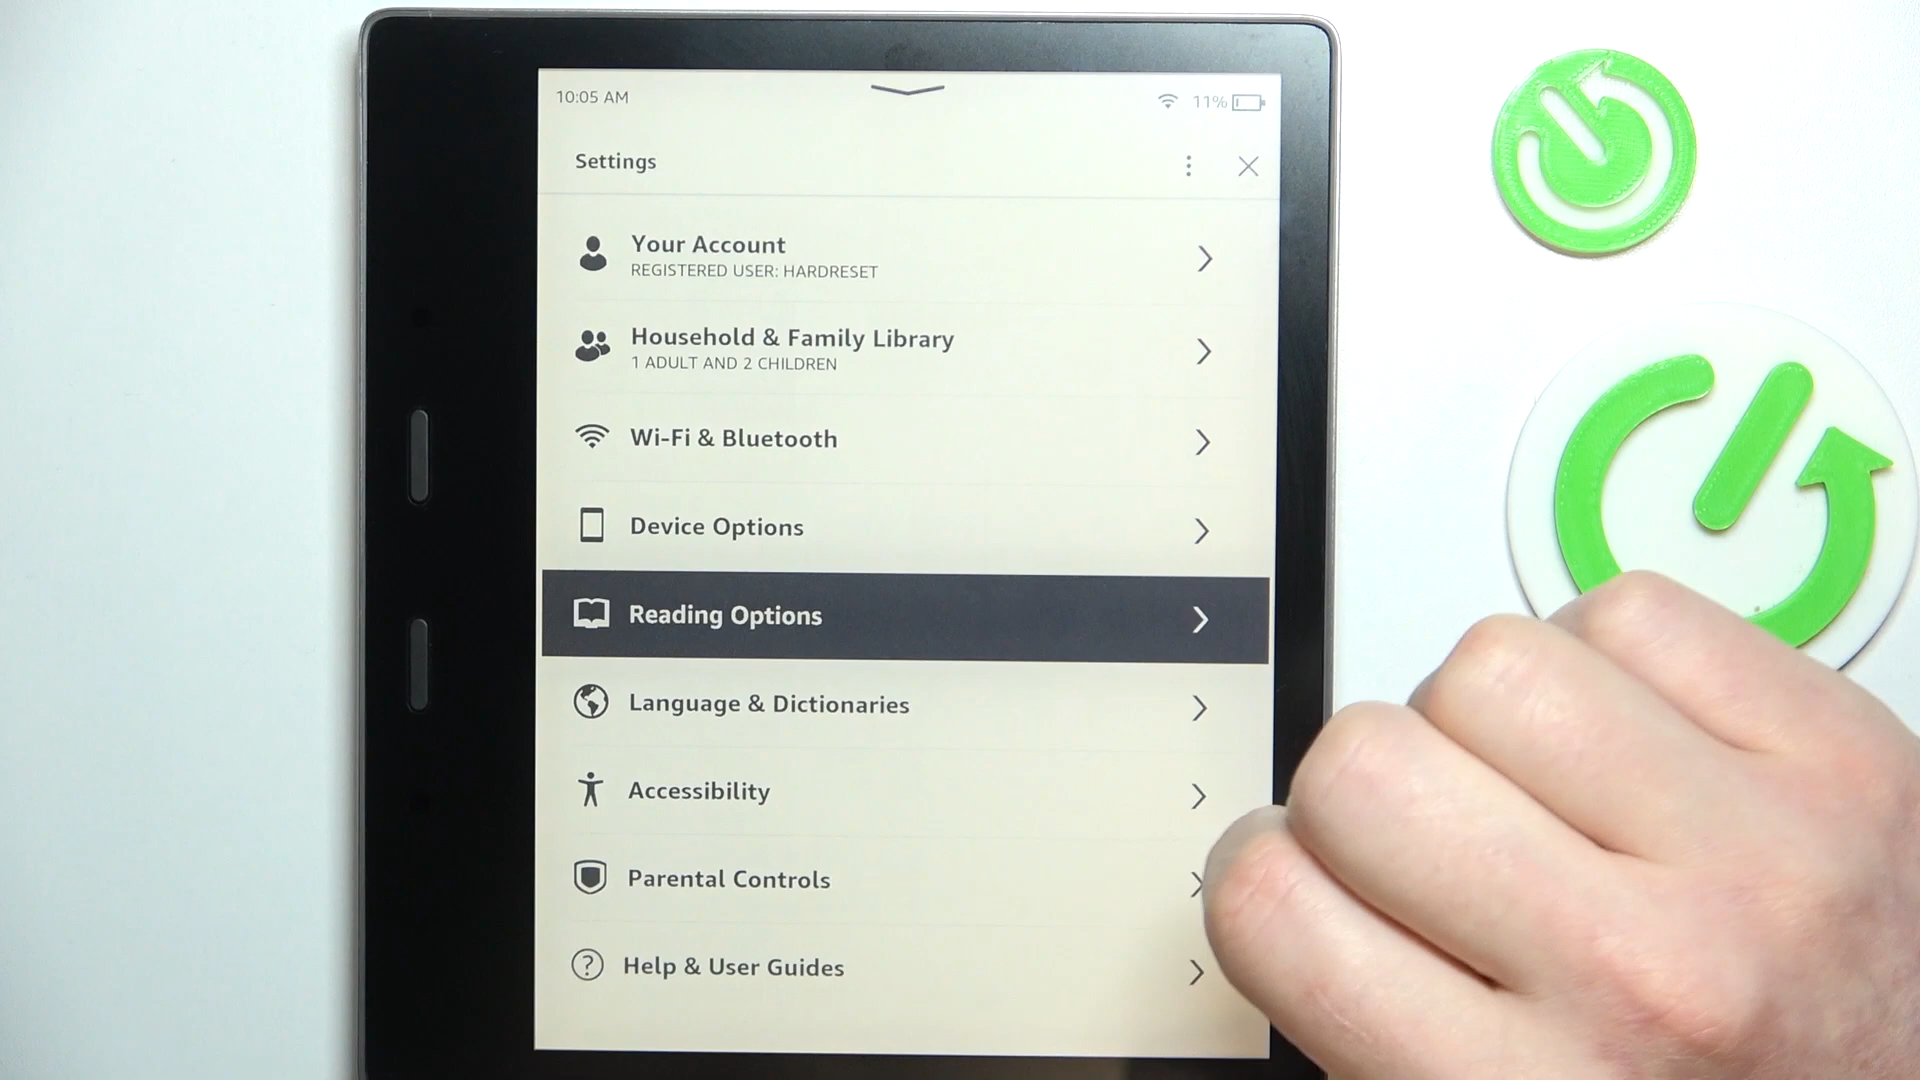 10:05 AM
11%
Settings
Your Account
REGISTERED USER: HARDRESET
Household & Family Library
1 ADULT AND 2 CHILDREN
Wi-Fi & Bluetooth
Device Options
Reading Options
Language & Dictionaries
Accessibility
Parental Controls
? Help & User Guides